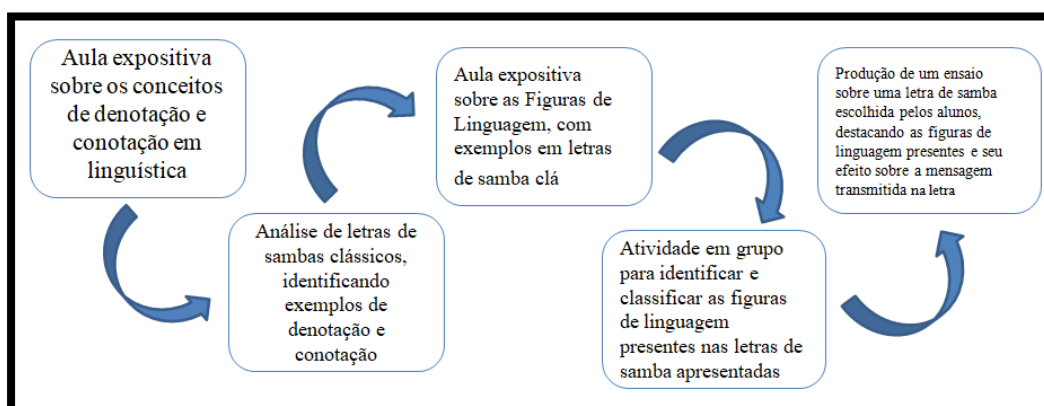 Aula expositiva
sobre os conceitos
de denotação e
conotação em
linguística
Análise de letras de
sambas clássicos,
identificando
exemplos de
denotação e
conotação
Aula expositiva
sobre as Figuras de
Linguagem, com
exemplos em letras
de samba clá
Atividade em grupo
para identificar e
classificar as figuras
de linguagem
presentes nas letras de
samba apresentadas
Produção de um ensaio
sobre uma letra de samba
escolhida pelos alunos,
destacando as figuras de
linguagem presentes e seu
efeito sobre a mensagem
transmitida na letra